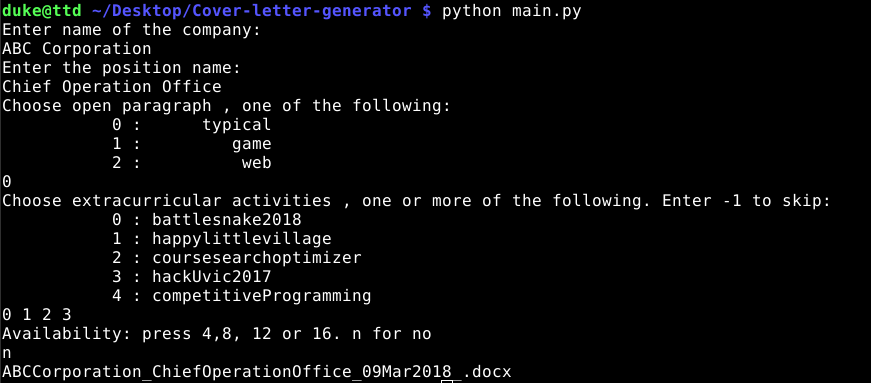 duke@ttd ~/Desktop/Cover-letter-generator $ python main.py
Enter name of the company:
ABC Corporation
Enter the position name:
Chief Operation Office
Choose open paragraph , one of the following:
0 : typical
1 : game
2 : web
0
Choose extracurricular activities , one or more of the following. Enter -1 to skip:
0 : battlesnake2018
1 : happylittlevillage
2 : coursesearchoptimizer
3 : hackUvic2017
4 : competitiveProgramming
0 1 2 3
Availability: press 4,8, 12 or 16. n for no
n
ABCCorporation_ChiefOperationOffice_09Mar2018_.docx